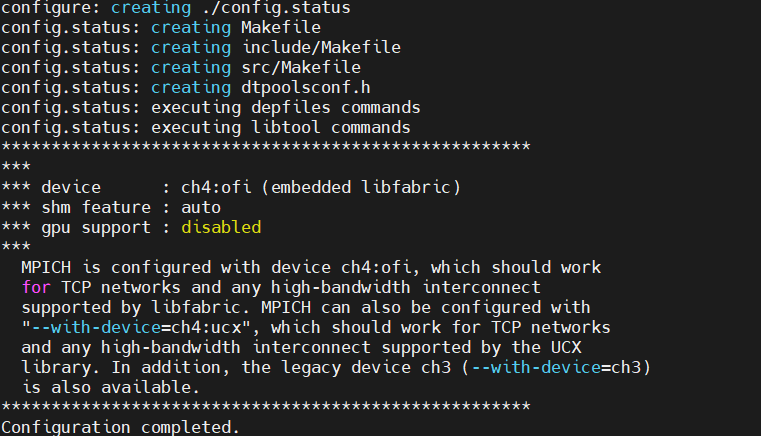 configure: creating ./config.status
config.status: creating Makefile
config.status: creating include/Makefile
config.status: creating src/Makefile
config.status: creating dtpoolsconf.h
config.status: executing depfiles commands
config.status: executing libtool commands
*****************************************************
***
*** device      : ch4:ofi (embedded libfabric)
*** shm feature : auto
*** gpu support : disabled
***
  MPICH is configured with device ch4:ofi, which should work
  for TCP networks and any high-bandwidth interconnect
  supported by libfabric. MPICH can also be configured with
  "--with-device=ch4:ucx", which should work for TCP networks
  and any high-bandwidth interconnect supported by the UCX
  library. In addition, the legacy device ch3 (--with-device=ch3)
  is also available.
*****************************************************
Configuration completed.